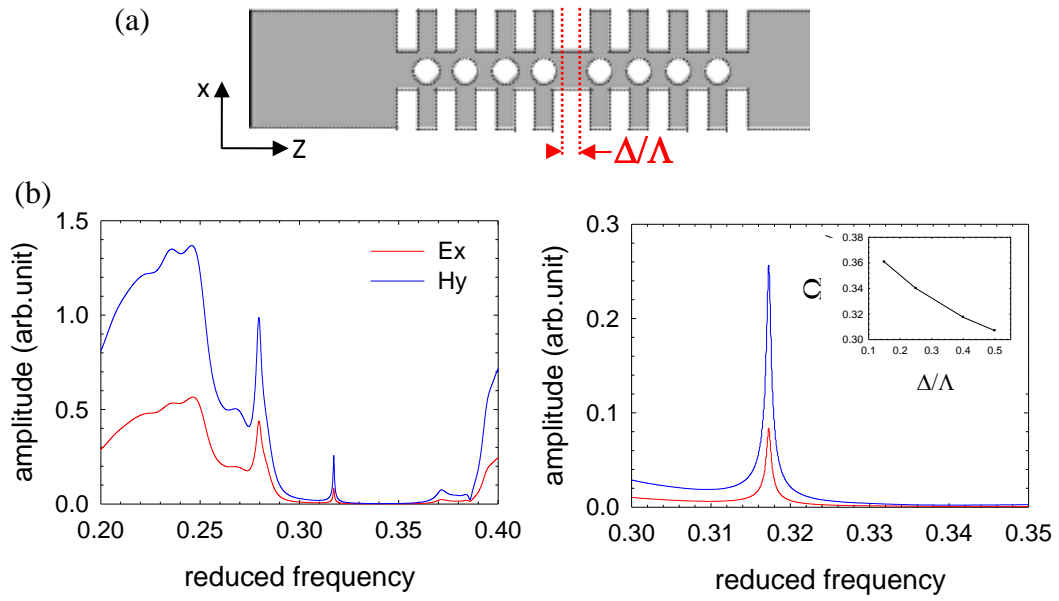 (a)
x
Z
Δ/Λ
(b)
amplitude (arb.unit)
1.5
1.0
0.5
0.0
0.20 0.25 0.30 0.35 0.40
reduced frequency
Ex
Hy
amplitude (arb.unit)
0.3
0.2
0.1
0.0
0.30 0.31 0.32 0.33 0.34 0.35
reduced frequency
Ω
0.38
0.36
0.34
0.32
0.30
0.1 0.2 0.3 0.4 0.5
Δ/Λ